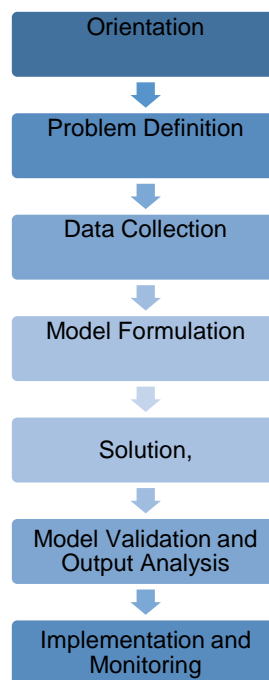 Orientation
Problem Definition
Data Collection
Model Formulation
Solution,
Model Validation and
Output Analysis
Implementation and
Monitoring